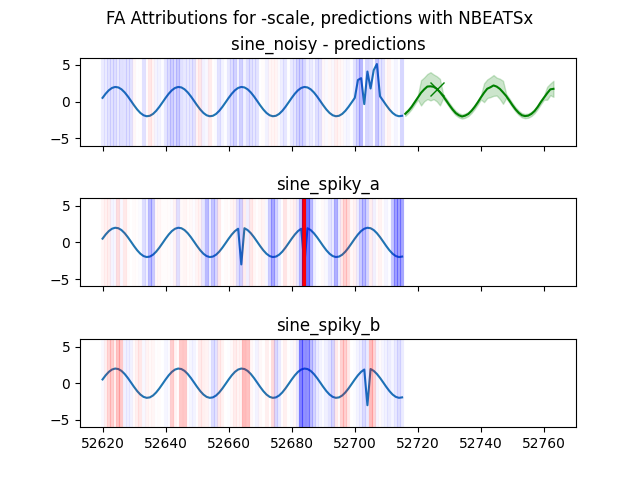 FA Attributions for -scale, predictions with NBEATSx
sine_noisy - predictions
5
0
−5
sine_spiky_a
5
0
−5
sine_spiky_b
5
0
−5
52620 52640 52660 52680 52700 52720 52740 52760